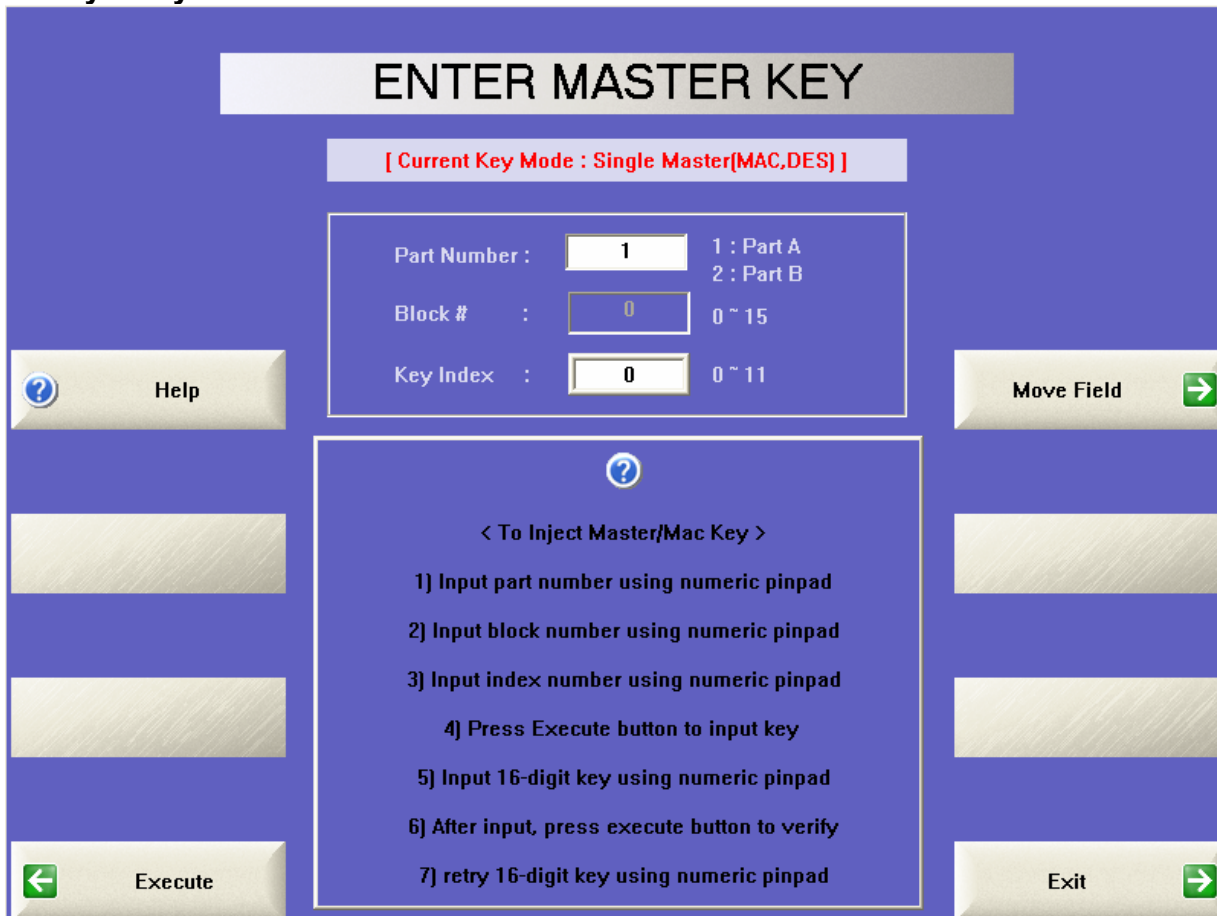 ENTER MASTER KEY
[ Current Key Mode : Single Master(MAC,DES) ]
Part Number : 1 1 : Part A
2 : Part B
Block # : 0 0 ~ 15
Key Index : 0 0 ~ 11
Help
Move Field
< To Inject Master/Mac Key >
1) Input part number using numeric pinpad
2) Input block number using numeric pinpad
3) Input index number using numeric pinpad
4) Press Execute button to input key
5) Input 16-digit key using numeric pinpad
6) After input, press execute button to verify
7) retry 16-digit key using numeric pinpad
Execute
Exit